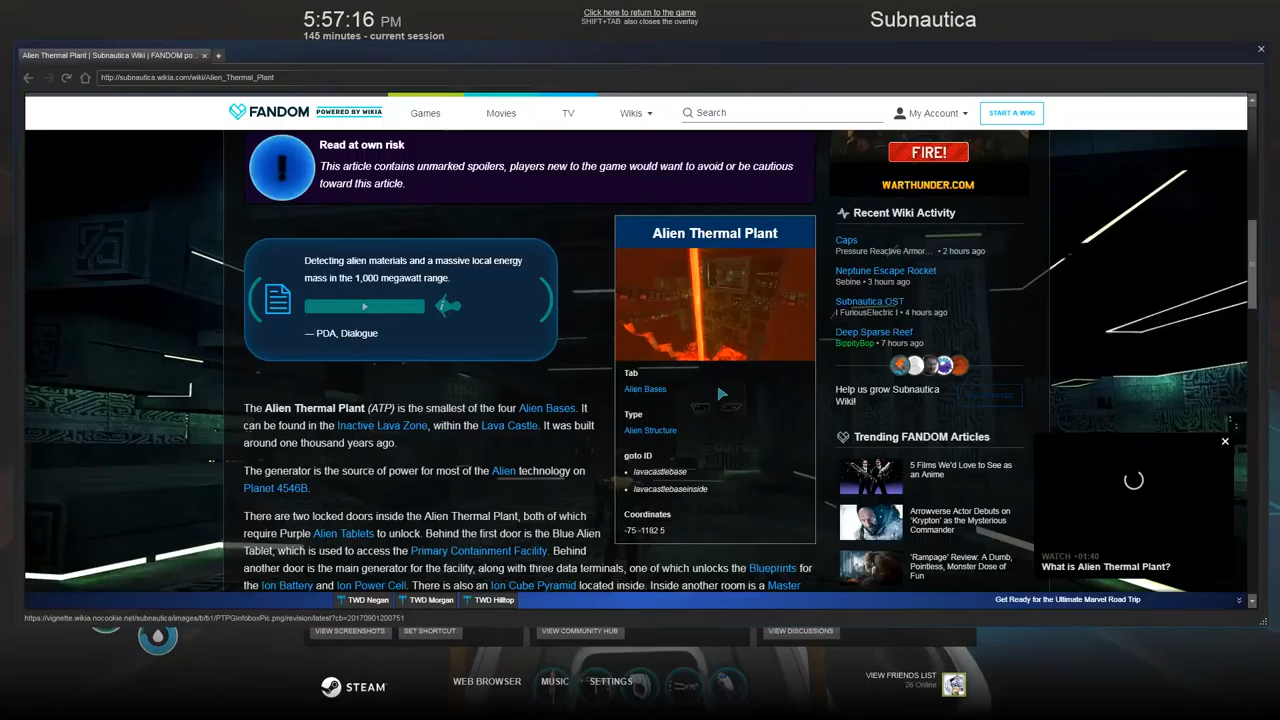 5:57:16 PM
145 minutes - current session
Click here to return to the game
SHIFT+TAB also closes the overlay
Subnautica
Alien Thermal Plant | Subnautica Wiki | FANDOM po...
http://subnautica.wikia.com/wiki/Alien_Thermal_Plant
FANDOM POWERED BY WIKIA
Games
Movies
TV
Wikis
Search
My Account
START A WIKI
Read at own risk
This article contains unmarked spoilers, players new to the game would want to avoid or be cautious
toward this article.
Detecting alien materials and a massive local energy
mass in the 1,000 megawatt range.
— PDA, Dialogue
The Alien Thermal Plant (ATP) is the smallest of the four Alien Bases. It
can be found in the Inactive Lava Zone, within the Lava Castle. It was built
around one thousand years ago.
The generator is the source of power for most of the Alien technology on
Planet 4546B.
There are two locked doors inside the Alien Thermal Plant, both of which
require Purple Alien Tablets to unlock. Behind the first door is the Blue Alien
Tablet, which is used to access the Primary Containment Facility. Behind
another door is the main generator for the facility, along with three data terminals, one of which unlocks the Blueprints for
the Ion Battery and Ion Power Cell. There is also an Ion Cube Pyramid located inside. Inside another room is a Master
Alien Thermal Plant
Tab
Alien Bases
Type
Alien Structure
goto ID
lavacastlebase
lavacastlebaseinside
Coordinates
-75 -1182 5
FIRE!
WARTHUNDER.COM
Recent Wiki Activity
Caps
Pressure Reactive Armor... • 2 hours ago
Neptune Escape Rocket
Sebine • 3 hours ago
Subnautica OST
I FuriousElectric I • 4 hours ago
Deep Sparse Reef
BippityBop • 7 hours ago
Help us grow Subnautica
Wiki!
Trending FANDOM Articles
5 Films We'd Love to See as
an Anime
Arrowverse Actor Debuts
on 'Krypton' as the Mysterious
Commander
'Rampage' Review: A Dumb,
Pointless, Monster Dose of
Fun
WATCH • 01:40
What is Alien Thermal Plant?
TWD Negan
TWD Morgan
TWD Hilltop
Get Ready for the Ultimate Marvel Road Trip
https://vignette.wikia.nocookie.net/subnautica/images/b/b1/PTPGInfoboxPic.png/revision/latest?cb=20170901200751
VIEW SCREENSHOTS
SET SHORTCUT
VIEW COMMUNITY HUB
VIEW DISCUSSIONS
STEAM
WEB BROWSER
MUSIC
SETTINGS
VIEW FRIENDS LIST
26 Online